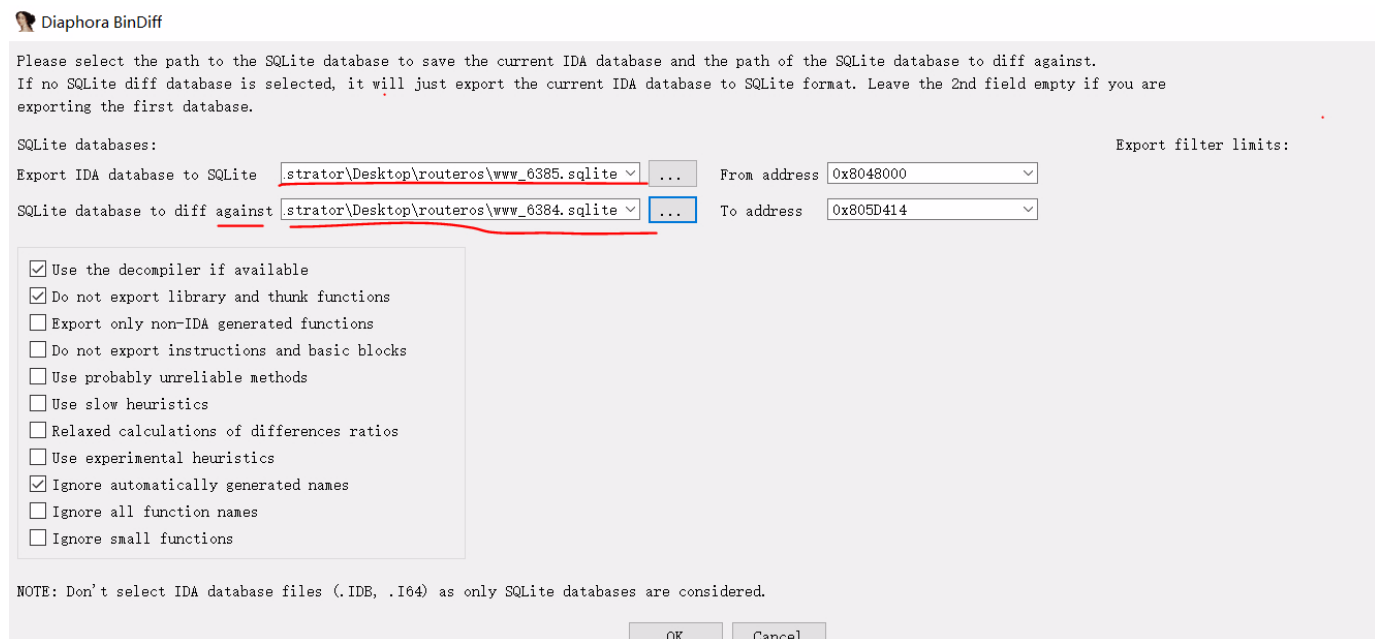 Diaphora BinDiff
Please select the path to the SQLite database to save the current IDA database and the path of the SQLite database to diff against.
If no SQLite diff database is selected, it will just export the current IDA database to SQLite format. Leave the 2nd field empty if you are
exporting the first database.
SQLite databases:
Export filter limits:
Export IDA database to SQLite .strator\Desktop\routeros\www_6385.sqlite ... From address 0x8048000
SQLite database to diff against .strator\Desktop\routeros\www_6384.sqlite ... To address 0x805D414
Use the decompiler if available
Do not export library and thunk functions
Export only non-IDA generated functions
Do not export instructions and basic blocks
Use probably unreliable methods
Use slow heuristics
Relaxed calculations of differences ratios
Use experimental heuristics
Ignore automatically generated names
Ignore all function names
Ignore small functions
NOTE: Don't select IDA database files (.IDB, .I64) as only SQLite databases are considered.
OK Cancel